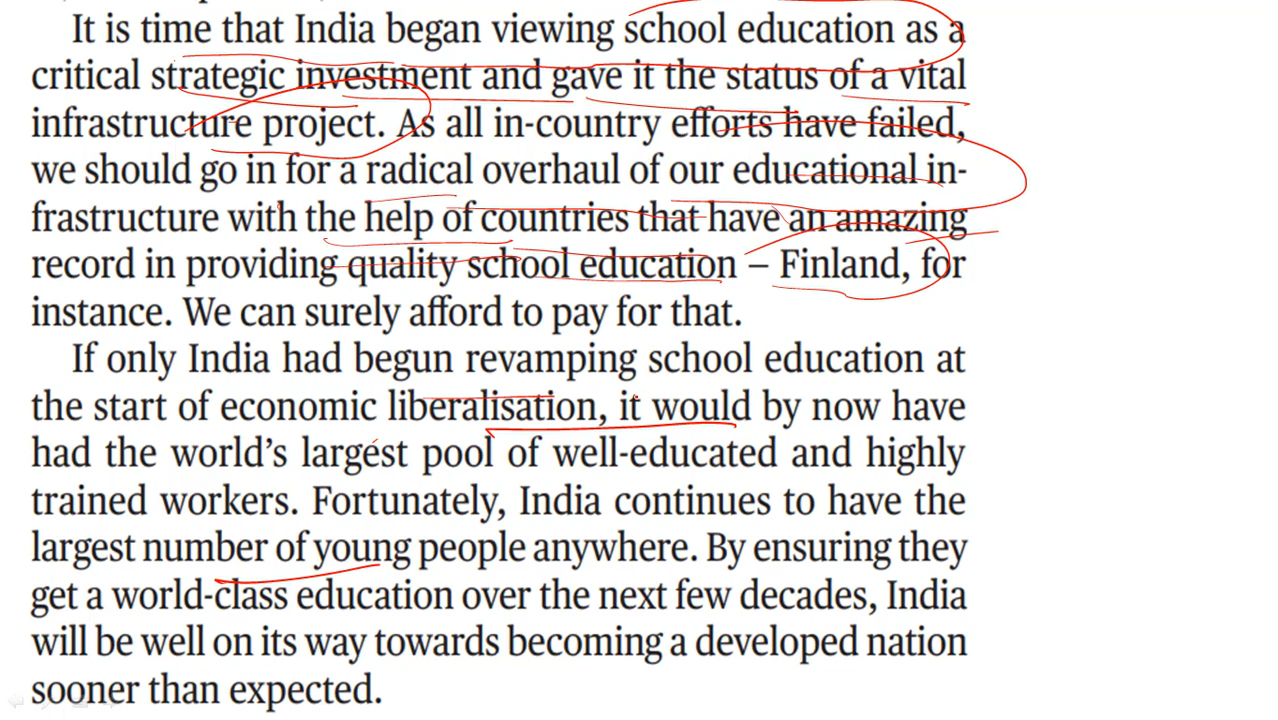 It is time that India began viewing school education as a
critical strategic investment and gave it the status of a vital
infrastructure project. As all in-country efforts have failed,
we should go in for a radical overhaul of our educational in-
frastructure with the help of countries that have an amazing
record in providing quality school education – Finland, for
instance. We can surely afford to pay for that.
If only India had begun revamping school education at
the start of economic liberalisation, it would by now have
had the world's largest pool of well-educated and highly
trained workers. Fortunately, India continues to have the
largest number of young people anywhere. By ensuring they
get a world-class education over the next few decades, India
will be well on its way towards becoming a developed nation
sooner than expected.